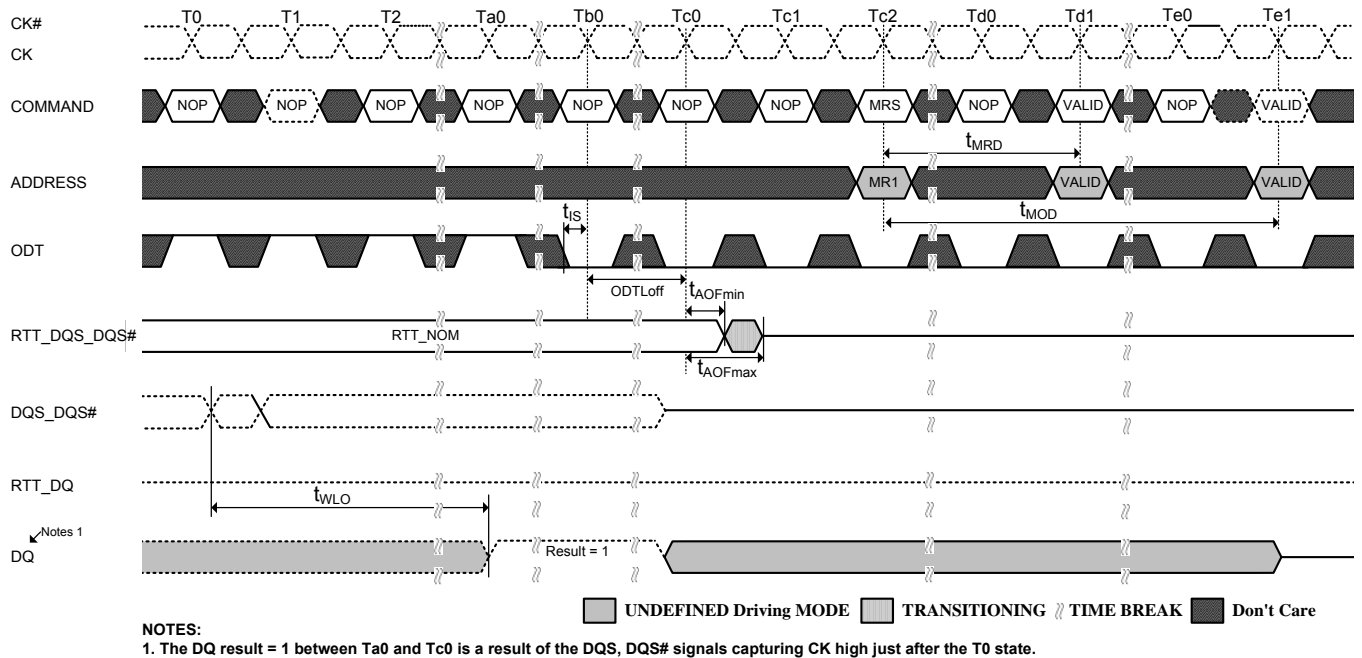 T0 T1 T2 Ta0 Tb0 Tc0 Tc1 Tc2 Td0 Td1 Te0 Te1
CK#
CK
COMMAND NOP NOP NOP NOP NOP NOP NOP MRS NOP VALID NOP VALID
tMRD
ADDRESS MR1 VALID VALID
tIS tMOD
ODT
ODTLoff tAOFmin
RTT_DQS_DQS# RTT_NOM
tAOFmax
DQS_DQS#
RTT_DQ
tWLO
Notes 1
DQ Result = 1
UNDEFINED Driving MODE TRANSITIONING TIME BREAK Don't Care
NOTES:
1. The DQ result = 1 between Ta0 and Tc0 is a result of the DQS, DQS# signals capturing CK high just after the T0 state.